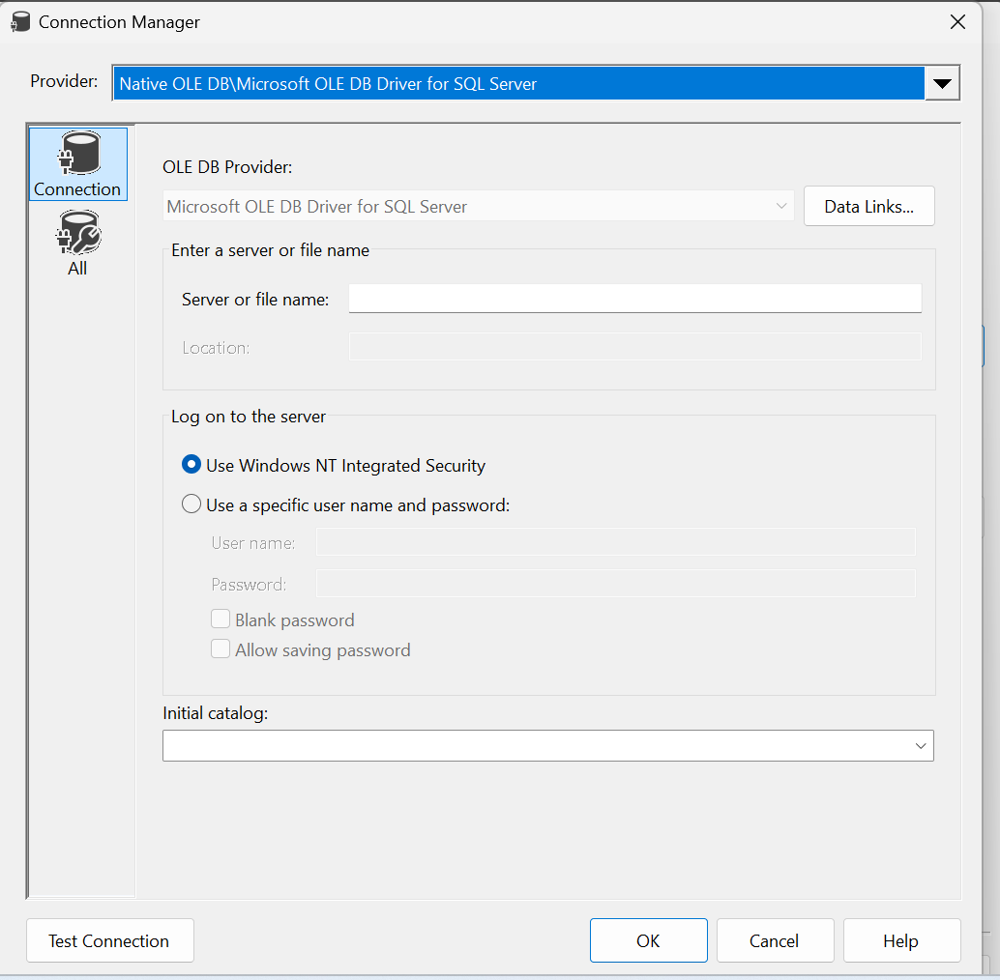 Connection Manager
Provider: Native OLE DB\Microsoft OLE DB Driver for SQL Server
Connection
All
OLE DB Provider:
Microsoft OLE DB Driver for SQL Server Data Links...
Enter a server or file name
Server or file name:
Location:
Log on to the server
Use Windows NT Integrated Security
Use a specific user name and password:
User name:
Password:
Blank password
Allow saving password
Initial catalog:
Test Connection OK Cancel Help